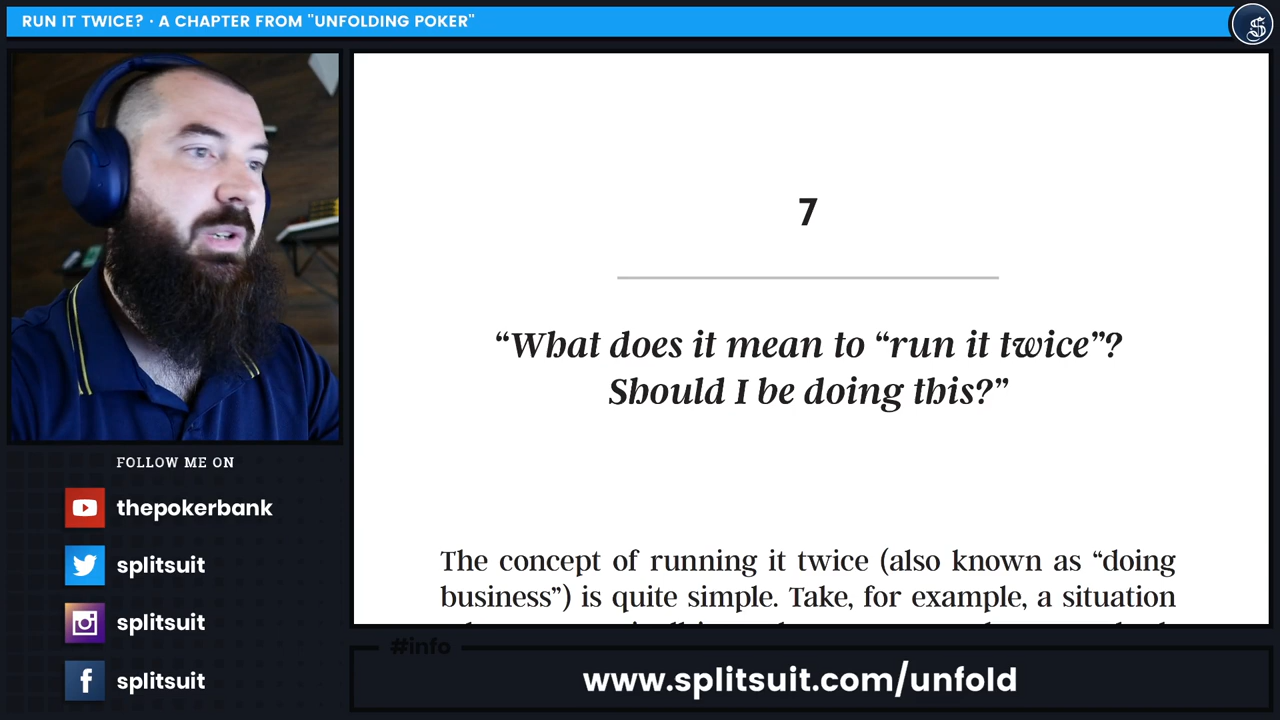 RUN IT TWICE? · A CHAPTER FROM "UNFOLDING POKER"
7
“What does it mean to “run it twice”?
Should I be doing this?”
The concept of running it twice (also known as “doing
business”) is quite simple. Take, for example, a situation
FOLLOW ME ON
thepokerbank
splitsuit
splitsuit
splitsuit
#info
www.splitsuit.com/unfold